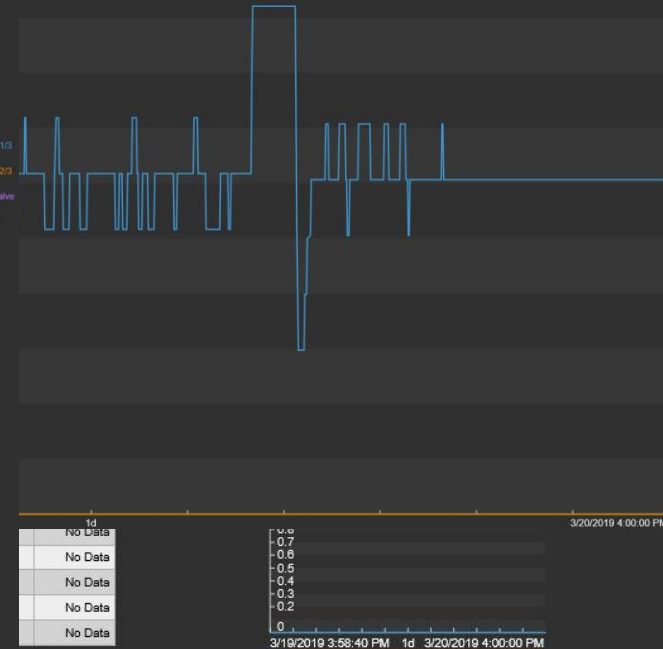 1/3
2/3
alve
1d
3/20/2019 4:00:00 PM
No Data
No Data
No Data
No Data
No Data
0.8
0.7
0.6
0.5
0.4
0.3
0.2
0
3/19/2019 3:58:40 PM 1d 3/20/2019 4:00:00 PM